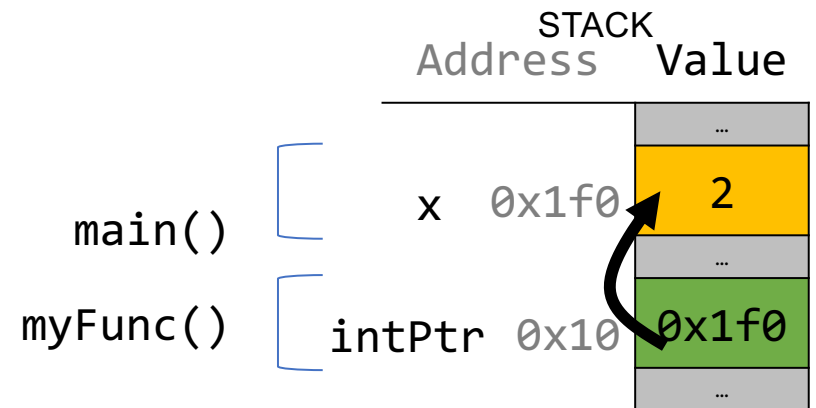 STACK
Address Value
…
x 0x1f0 2
main()
…
myFunc() intPtr 0x10 0x1f0
…